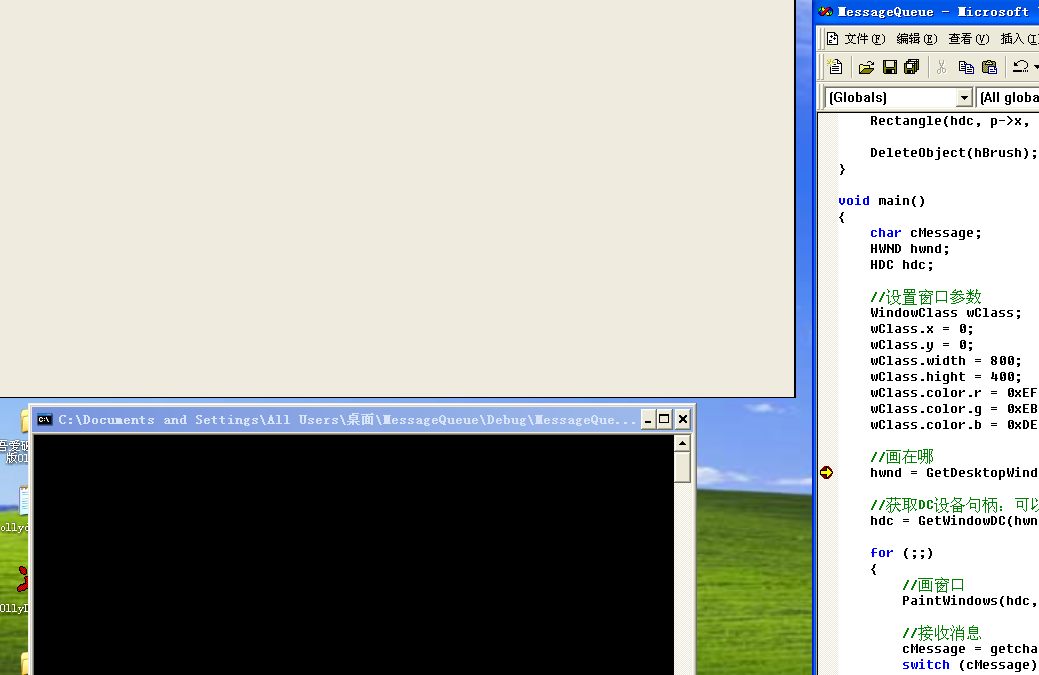 MessageQueue - Microsoft
文件(F) 编辑(E) 查看(V) 插入(I
(Globals) (All globa
Rectangle(hdc, p->x,
DeleteObject(hBrush);
}
void main()
{
char cMessage;
HWND hwnd;
HDC hdc;
//设置窗口参数
WindowClass wClass;
wClass.x = 0;
wClass.y = 0;
wClass.width = 800;
wClass.hight = 400;
wClass.color.r = 0xEF
wClass.color.g = 0xEB
wClass.color.b = 0xDE
//画在哪
hwnd = GetDesktopWind
//获取DC设备句柄：可以
hdc = GetWindowDC(hwn
for (;;)
{
//画窗口
PaintWindows(hdc,
//接收消息
cMessage = getcha
switch (cMessage)
C:\Documents and Settings\All Users\桌面\MessageQueue\Debug\MessageQue...
吾爱破
版01
OllyD